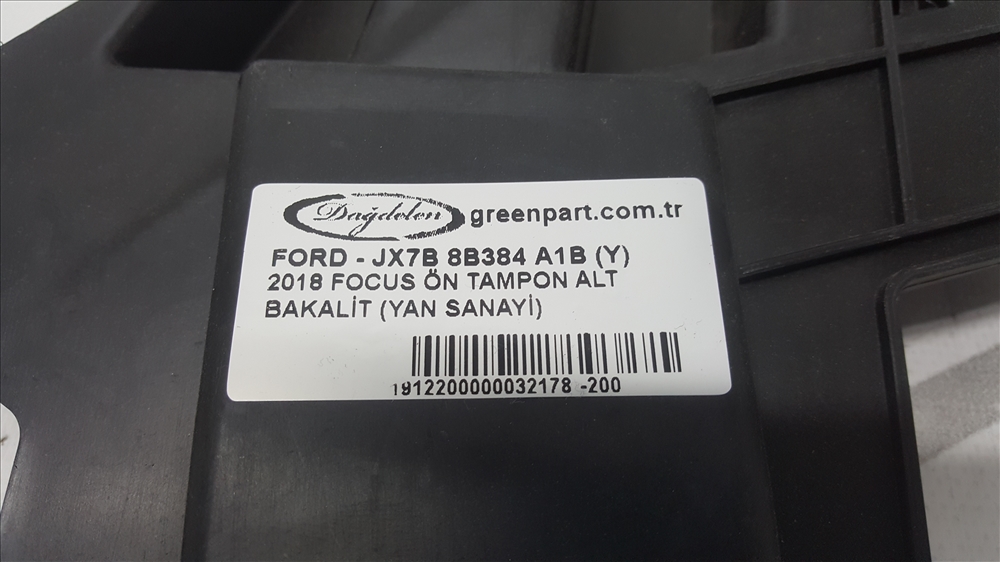 Dağdelen greenpart.com.tr
FORD - JX7B 8B384 A1B (Y)
2018 FOCUS ÖN TAMPON ALT
BAKALİT (YAN SANAYİ)
1912200000032178 -200